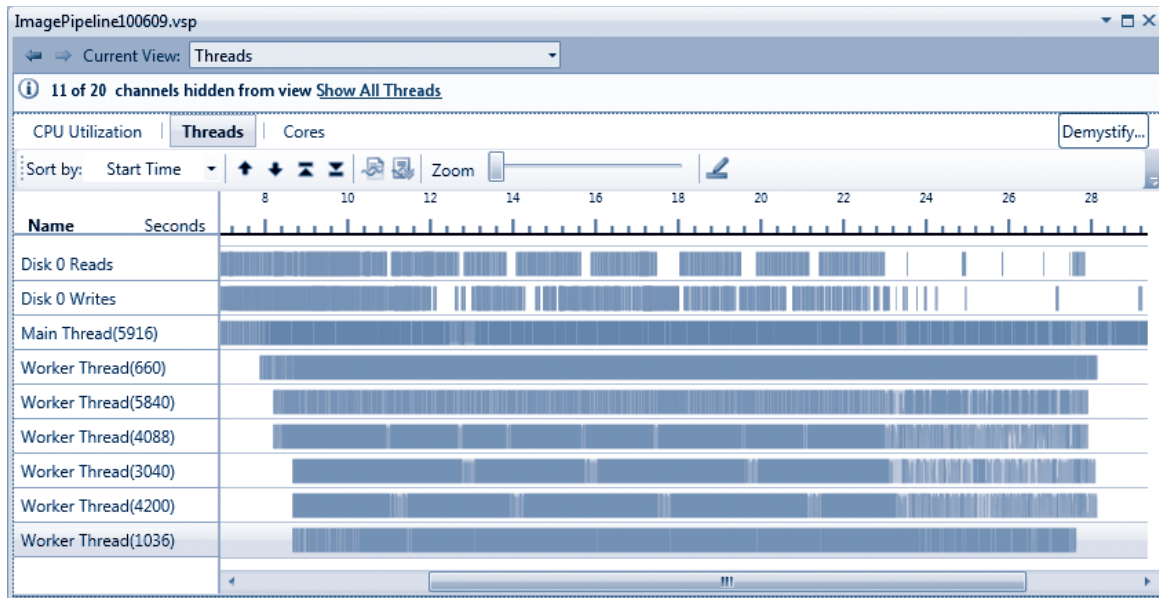 ImagePipeline100609.vsp
Current View: Threads
11 of 20 channels hidden from view Show All Threads
CPU Utilization Threads Cores Demystify...
Sort by: Start Time Zoom
8 10 12 14 16 18 20 22 24 26 28
Name Seconds
Disk 0 Reads
Disk 0 Writes
Main Thread(5916)
Worker Thread(660)
Worker Thread(5840)
Worker Thread(4088)
Worker Thread(3040)
Worker Thread(4200)
Worker Thread(1036)